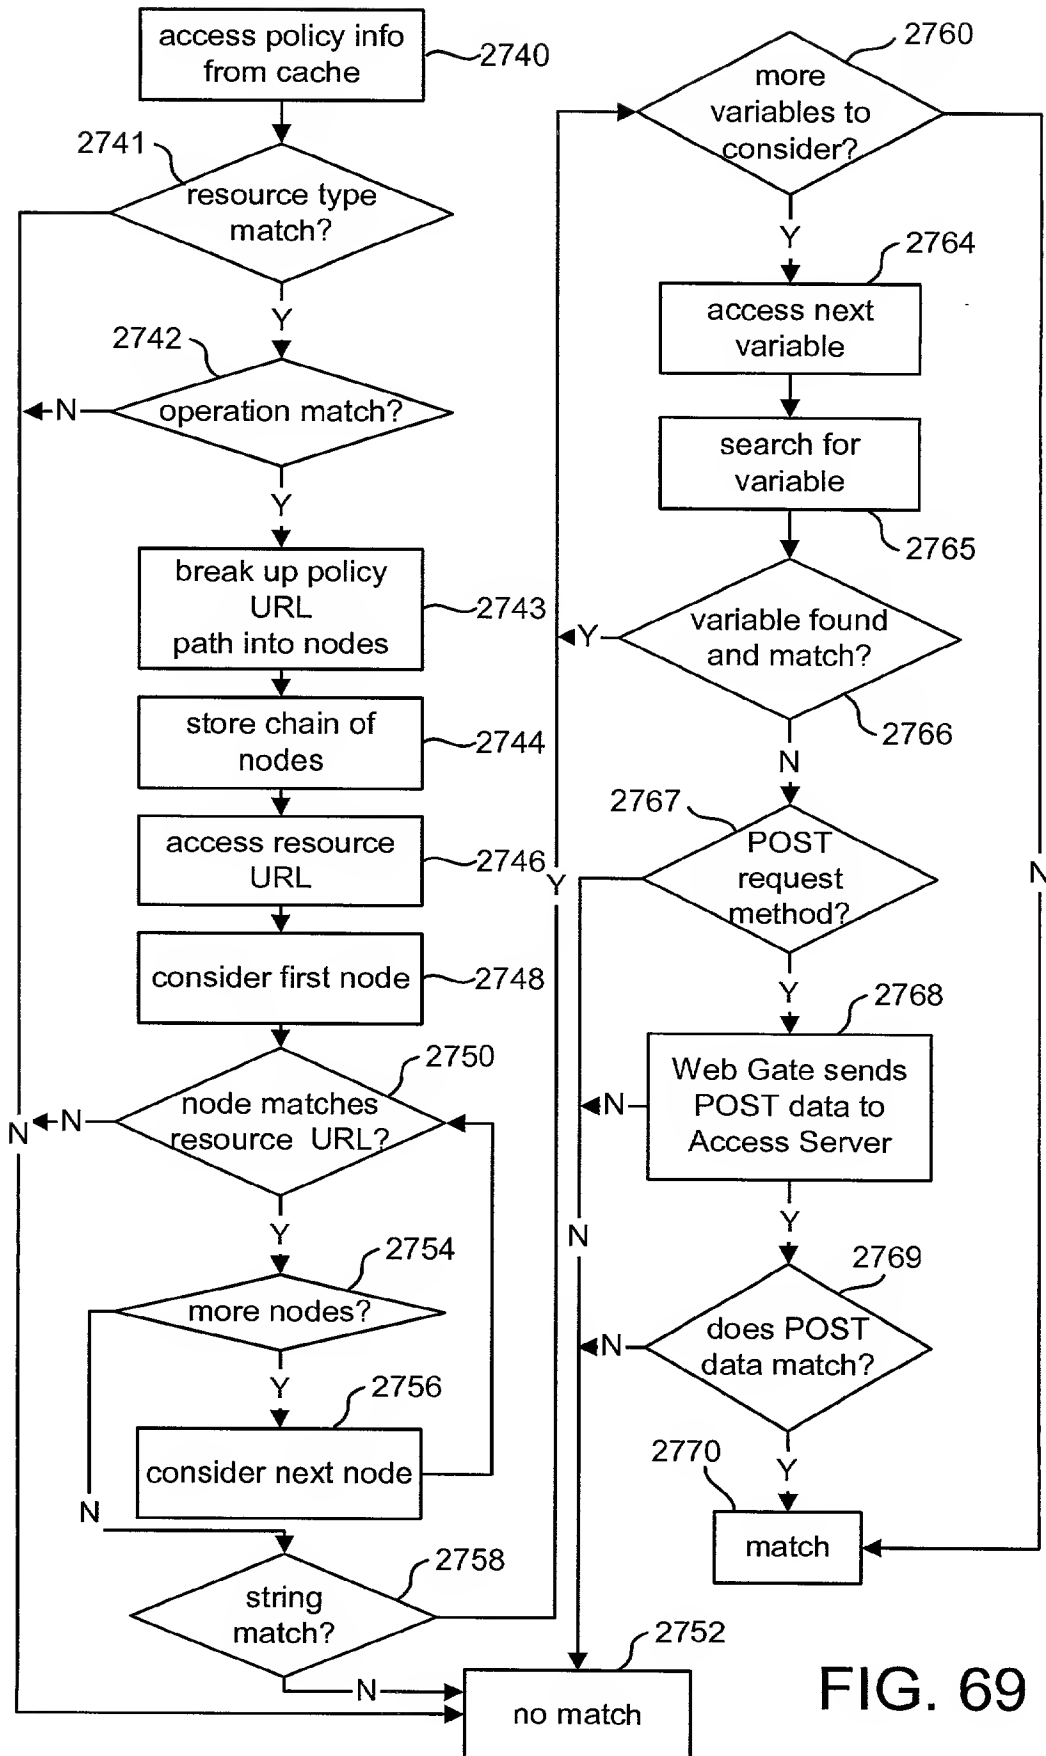 access policy info
from cache
2740
2741
resource type
match?
Y
2742
N
operation match?
Y
break up policy
URL
path into nodes
2743
store chain of
nodes
2744
access resource
URL
2746
consider first node
2748
2750
N
N
node matches
resource URL?
Y
2754
more nodes?
Y
2756
consider next node
N
2758
string
match?
N
2752
no match
Y
2760
more
variables to
consider?
Y
2764
access next
variable
search for
variable
2765
Y
variable found
and match?
2766
N
2767
POST
request
method?
N
Y
2768
N
Web Gate sends
POST data to
Access Server
N
Y
2769
N
does POST
data match?
Y
2770
match
FIG. 69